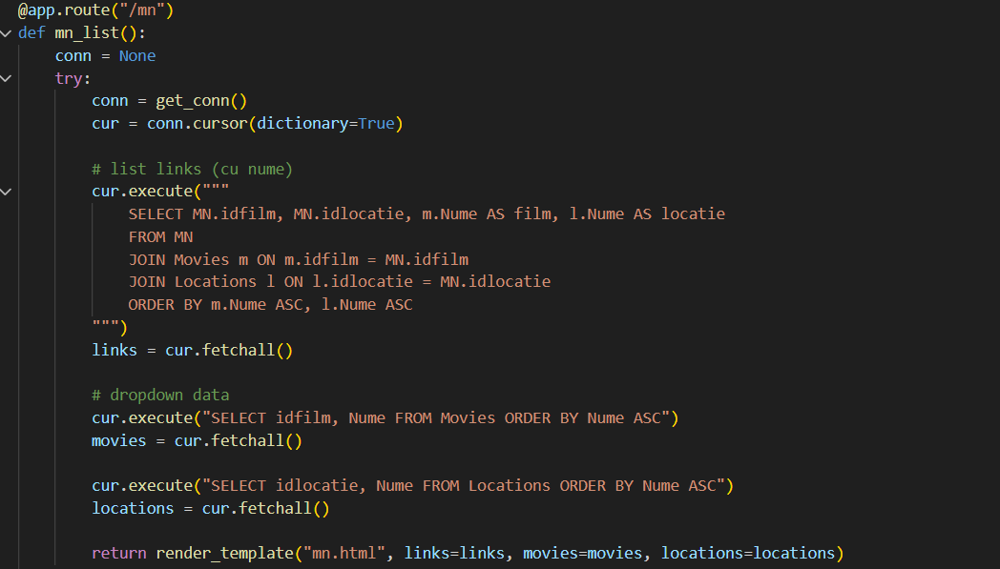 @app.route("/mn")
def mn_list():
    conn = None
    try:
        conn = get_conn()
        cur = conn.cursor(dictionary=True)

        # list links (cu nume)
        cur.execute("""
            SELECT MN.idfilm, MN.idlocatie, m.Nume AS film, l.Nume AS locatie
            FROM MN
            JOIN Movies m ON m.idfilm = MN.idfilm
            JOIN Locations l ON l.idlocatie = MN.idlocatie
            ORDER BY m.Nume ASC, l.Nume ASC
        """)
        links = cur.fetchall()

        # dropdown data
        cur.execute("SELECT idfilm, Nume FROM Movies ORDER BY Nume ASC")
        movies = cur.fetchall()

        cur.execute("SELECT idlocatie, Nume FROM Locations ORDER BY Nume ASC")
        locations = cur.fetchall()

        return render_template("mn.html", links=links, movies=movies, locations=locations)